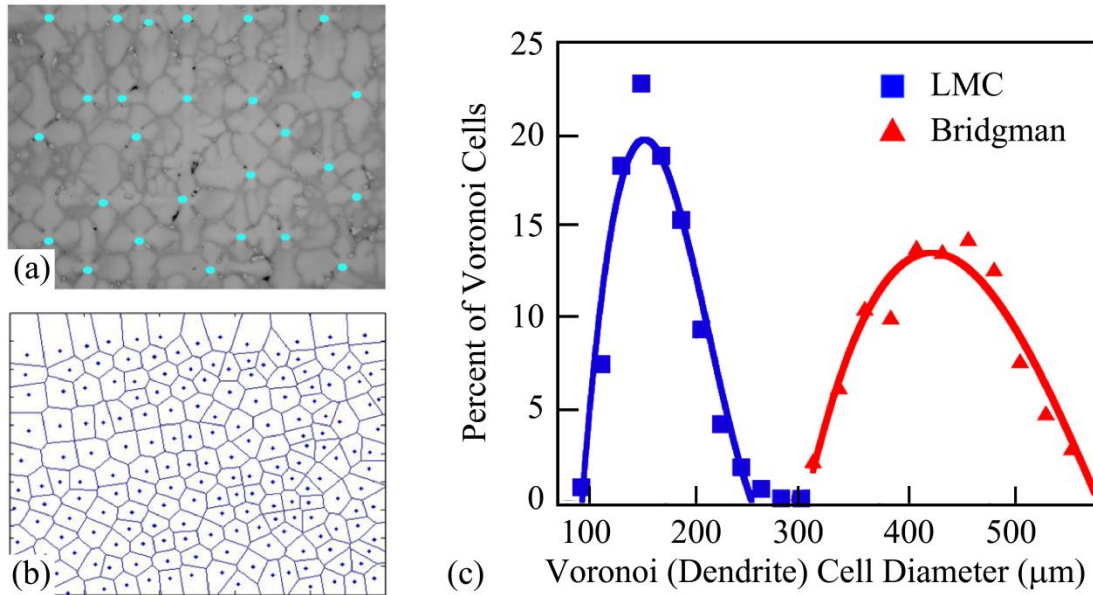 (a)
(b)
(c)
25
20
15
10
5
0
Percent of Voronoi Cells
LMC
Bridgman
100 200 300 400 500
Voronoi (Dendrite) Cell Diameter (μm)